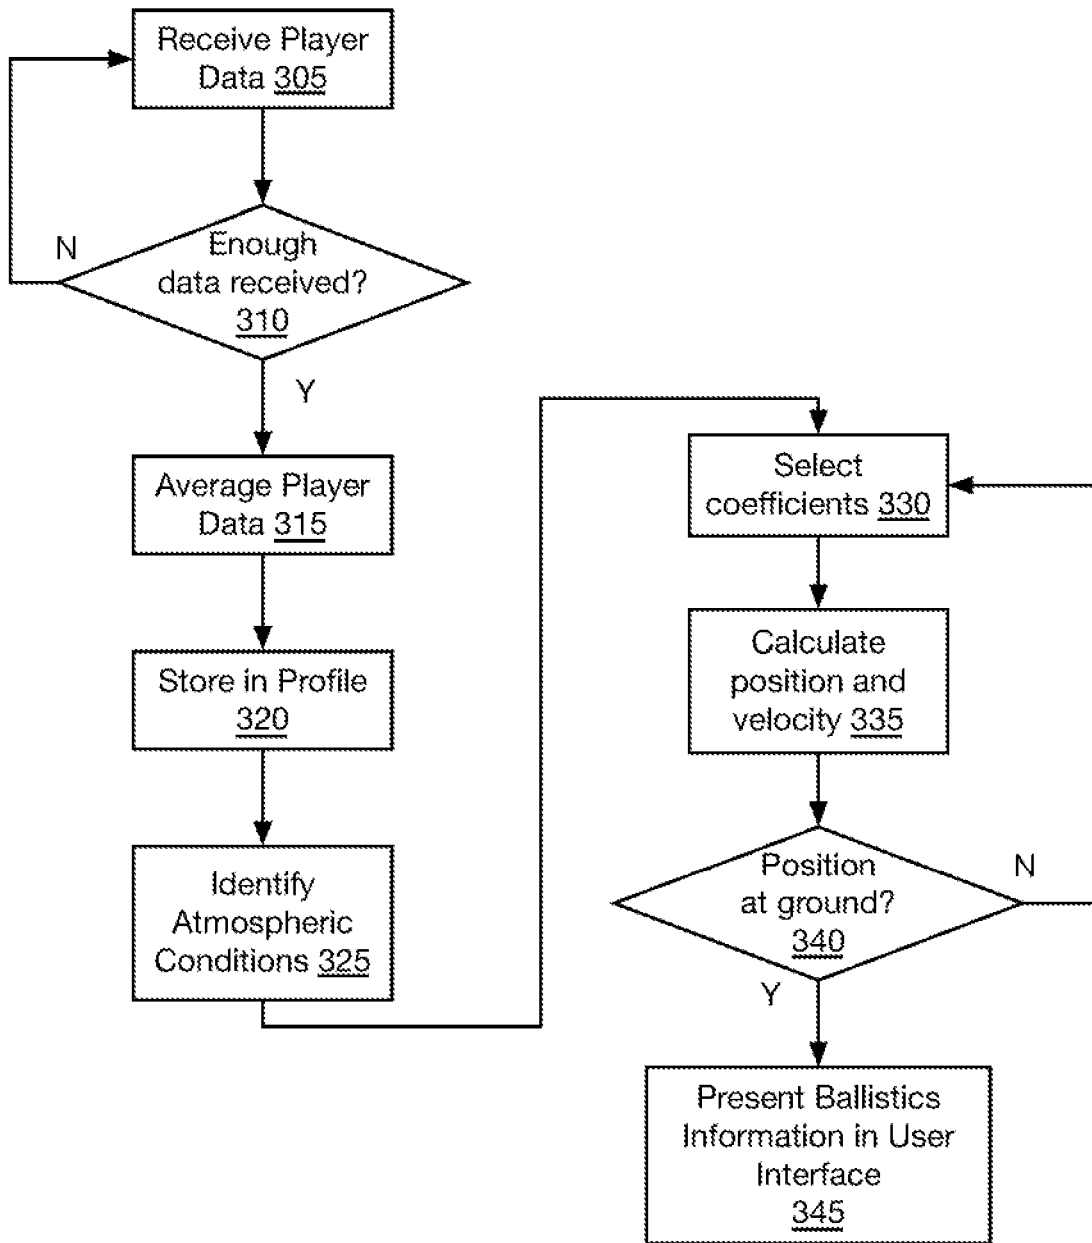 Receive Player
Data 305
N
Enough
data received?
310
Y
Average Player
Data 315
Store in Profile
320
Identify
Atmospheric
Conditions 325
Select
coefficients 330
Calculate
position and
velocity 335
Position
at ground?
340
N
Y
Present Ballistics
Information in User
Interface
345